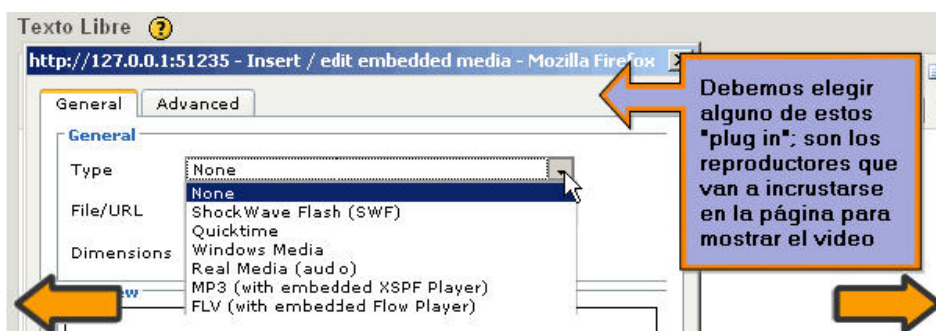 Texto Libre ?
http://127.0.0.1:51235 - Insert / edit embedded media - Mozilla Firefox
General Advanced
General
Type None
None
ShockWave Flash (SWF)
Quicktime
Windows Media
Real Media (audio)
MP3 (with embedded XSPF Player)
FLV (with embedded Flow Player)
File/URL
Dimensions
Debemos elegir
alguno de estos
"plug in"; son los
reproductores que
van a incrustarse
en la página para
mostrar el video